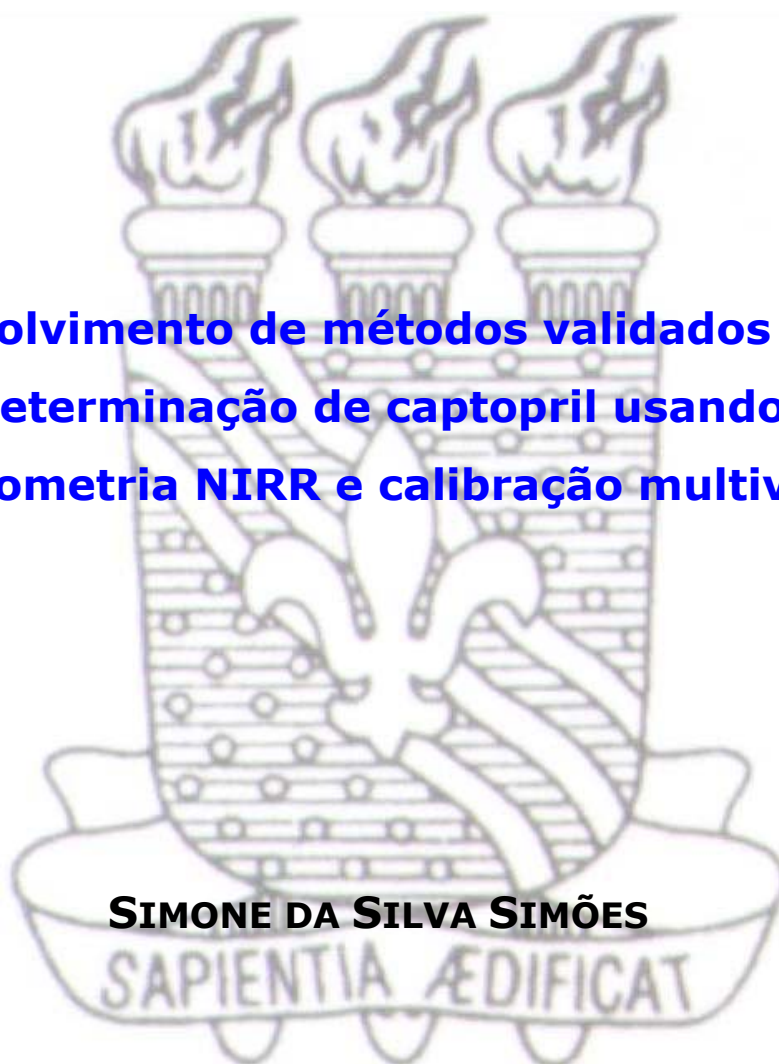 olvimento de métodos validados
eterminação de captopril usando
ometria NIRR e calibração multiv
SIMONE DA SILVA SIMÕES
SAPIENTIA ÆDIFICAT